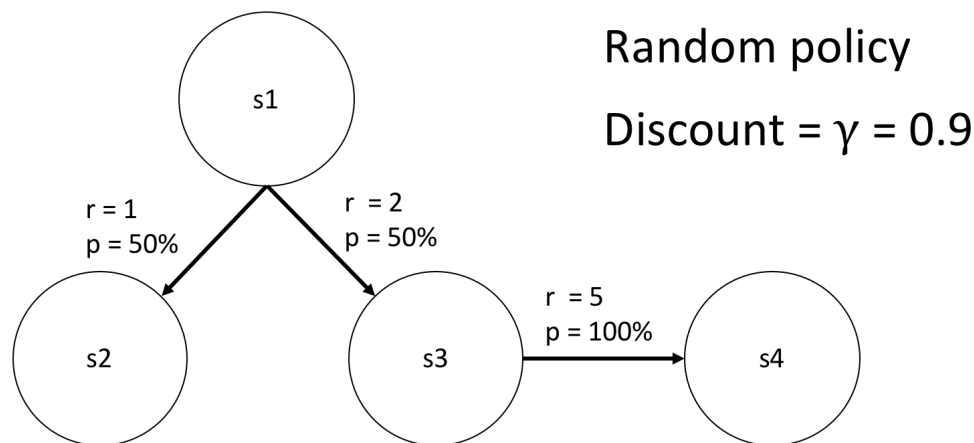 Random policy
Discount = γ = 0.9
s1
r = 1
p = 50%
r = 2
p = 50%
r = 5
p = 100%
s2
s3
s4